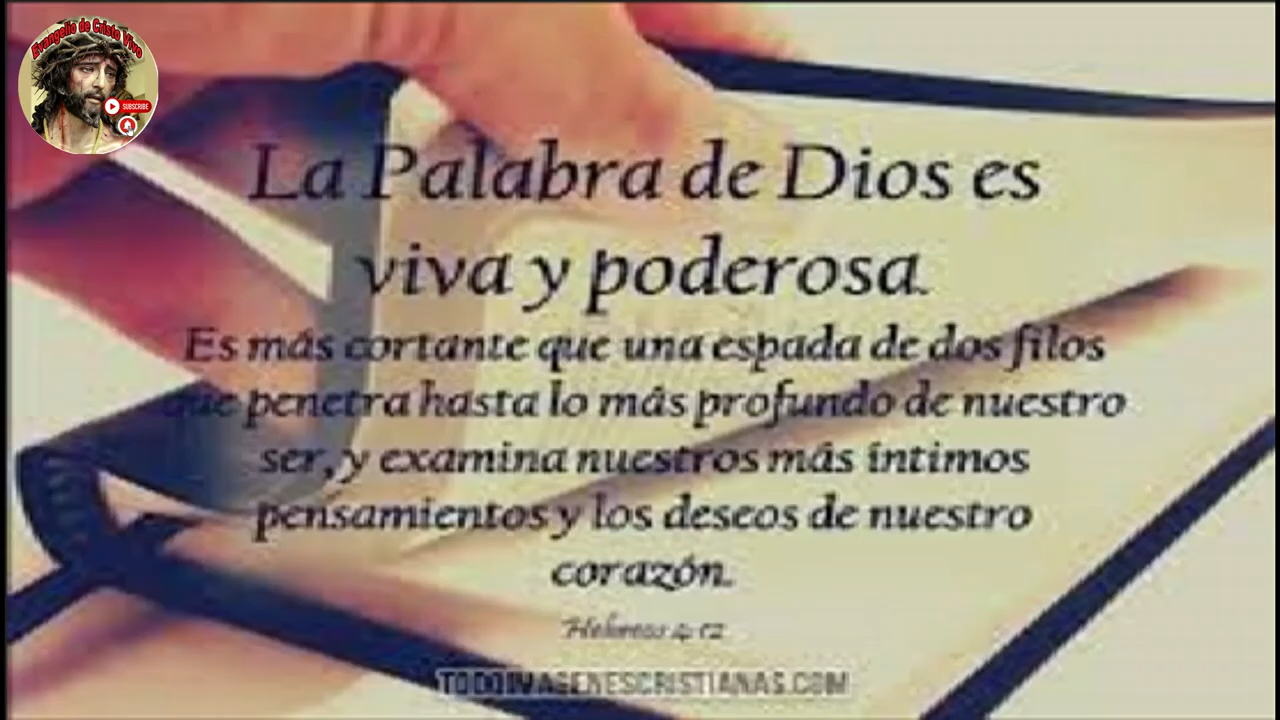 Evangelio de Cristo Vivo
SUBSCRIBE
La Palabra de Dios es
viva y poderosa.
Es más cortante que una espada de dos filos
que penetra hasta lo más profundo de nuestro
ser, y examina nuestros más íntimos
pensamientos y los deseos de nuestro
corazón.
Hebreos 4:12
TODOIMAGENESCRISTIANAS.COM